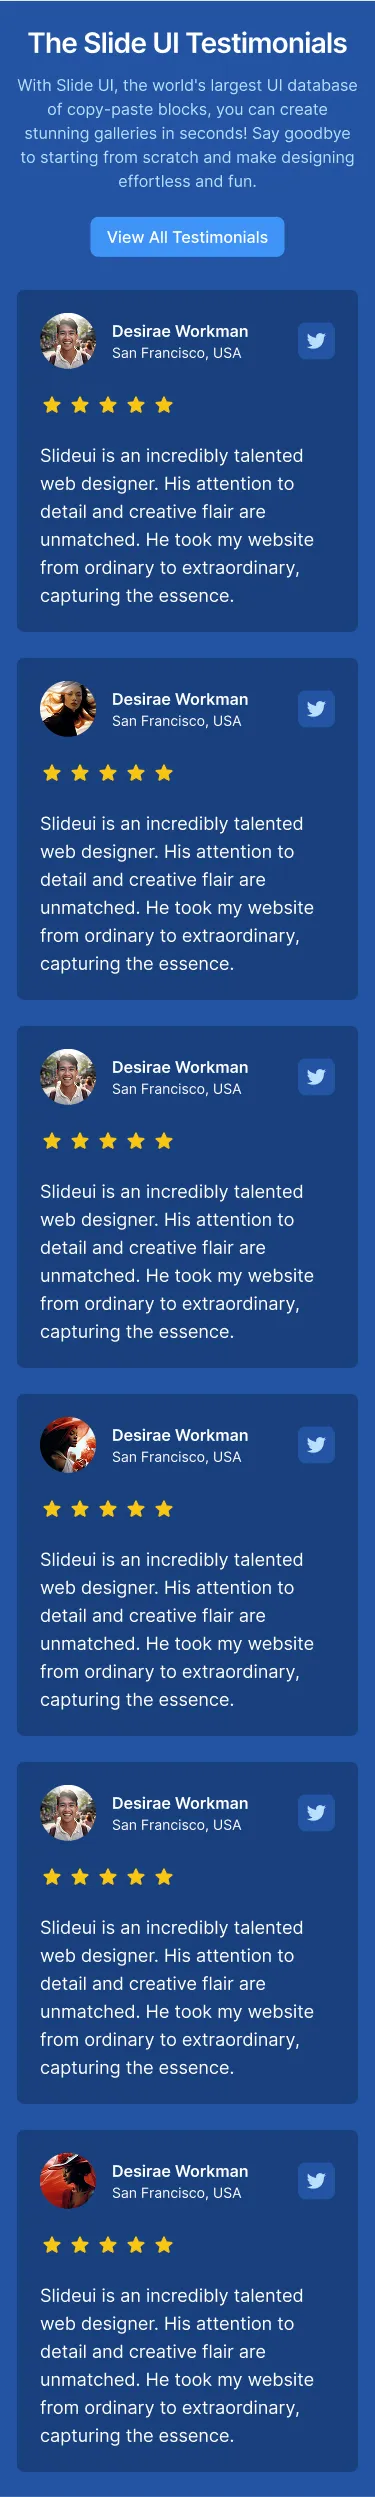 The Slide UI Testimonials
With Slide UI, the world's largest UI database
of copy-paste blocks, you can create
stunning galleries in seconds! Say goodbye
to starting from scratch and make designing
effortless and fun.
View All Testimonials
Desirae Workman
San Francisco, USA
Slideui is an incredibly talented
web designer. His attention to
detail and creative flair are
unmatched. He took my website
from ordinary to extraordinary,
capturing the essence.
Desirae Workman
San Francisco, USA
Slideui is an incredibly talented
web designer. His attention to
detail and creative flair are
unmatched. He took my website
from ordinary to extraordinary,
capturing the essence.
Desirae Workman
San Francisco, USA
Slideui is an incredibly talented
web designer. His attention to
detail and creative flair are
unmatched. He took my website
from ordinary to extraordinary,
capturing the essence.
Desirae Workman
San Francisco, USA
Slideui is an incredibly talented
web designer. His attention to
detail and creative flair are
unmatched. He took my website
from ordinary to extraordinary,
capturing the essence.
Desirae Workman
San Francisco, USA
Slideui is an incredibly talented
web designer. His attention to
detail and creative flair are
unmatched. He took my website
from ordinary to extraordinary,
capturing the essence.
Desirae Workman
San Francisco, USA
Slideui is an incredibly talented
web designer. His attention to
detail and creative flair are
unmatched. He took my website
from ordinary to extraordinary,
capturing the essence.